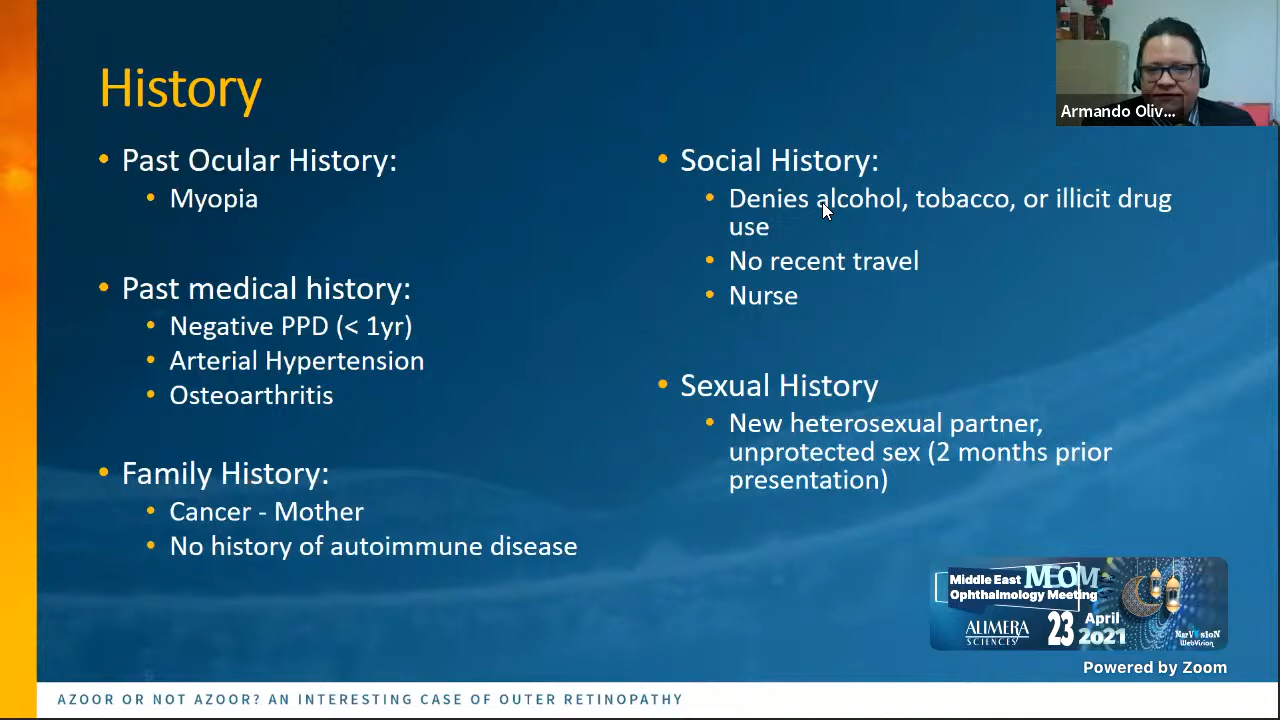 History
Past Ocular History:
Myopia
Past medical history:
Negative PPD (< 1yr)
Arterial Hypertension
Osteoarthritis
Family History:
Cancer - Mother
No history of autoimmune disease
Social History:
Denies alcohol, tobacco, or illicit drug
use
No recent travel
Nurse
Sexual History
New heterosexual partner,
unprotected sex (2 months prior
presentation)
Armando Oliv...
Middle East MEOM
Ophthalmology Meeting
ALIMERA
SCIENCES
23 April
2021
MarVision
WebVision
Powered by Zoom
AZOOR OR NOT AZOOR? AN INTERESTING CASE OF OUTER RETINOPATHY